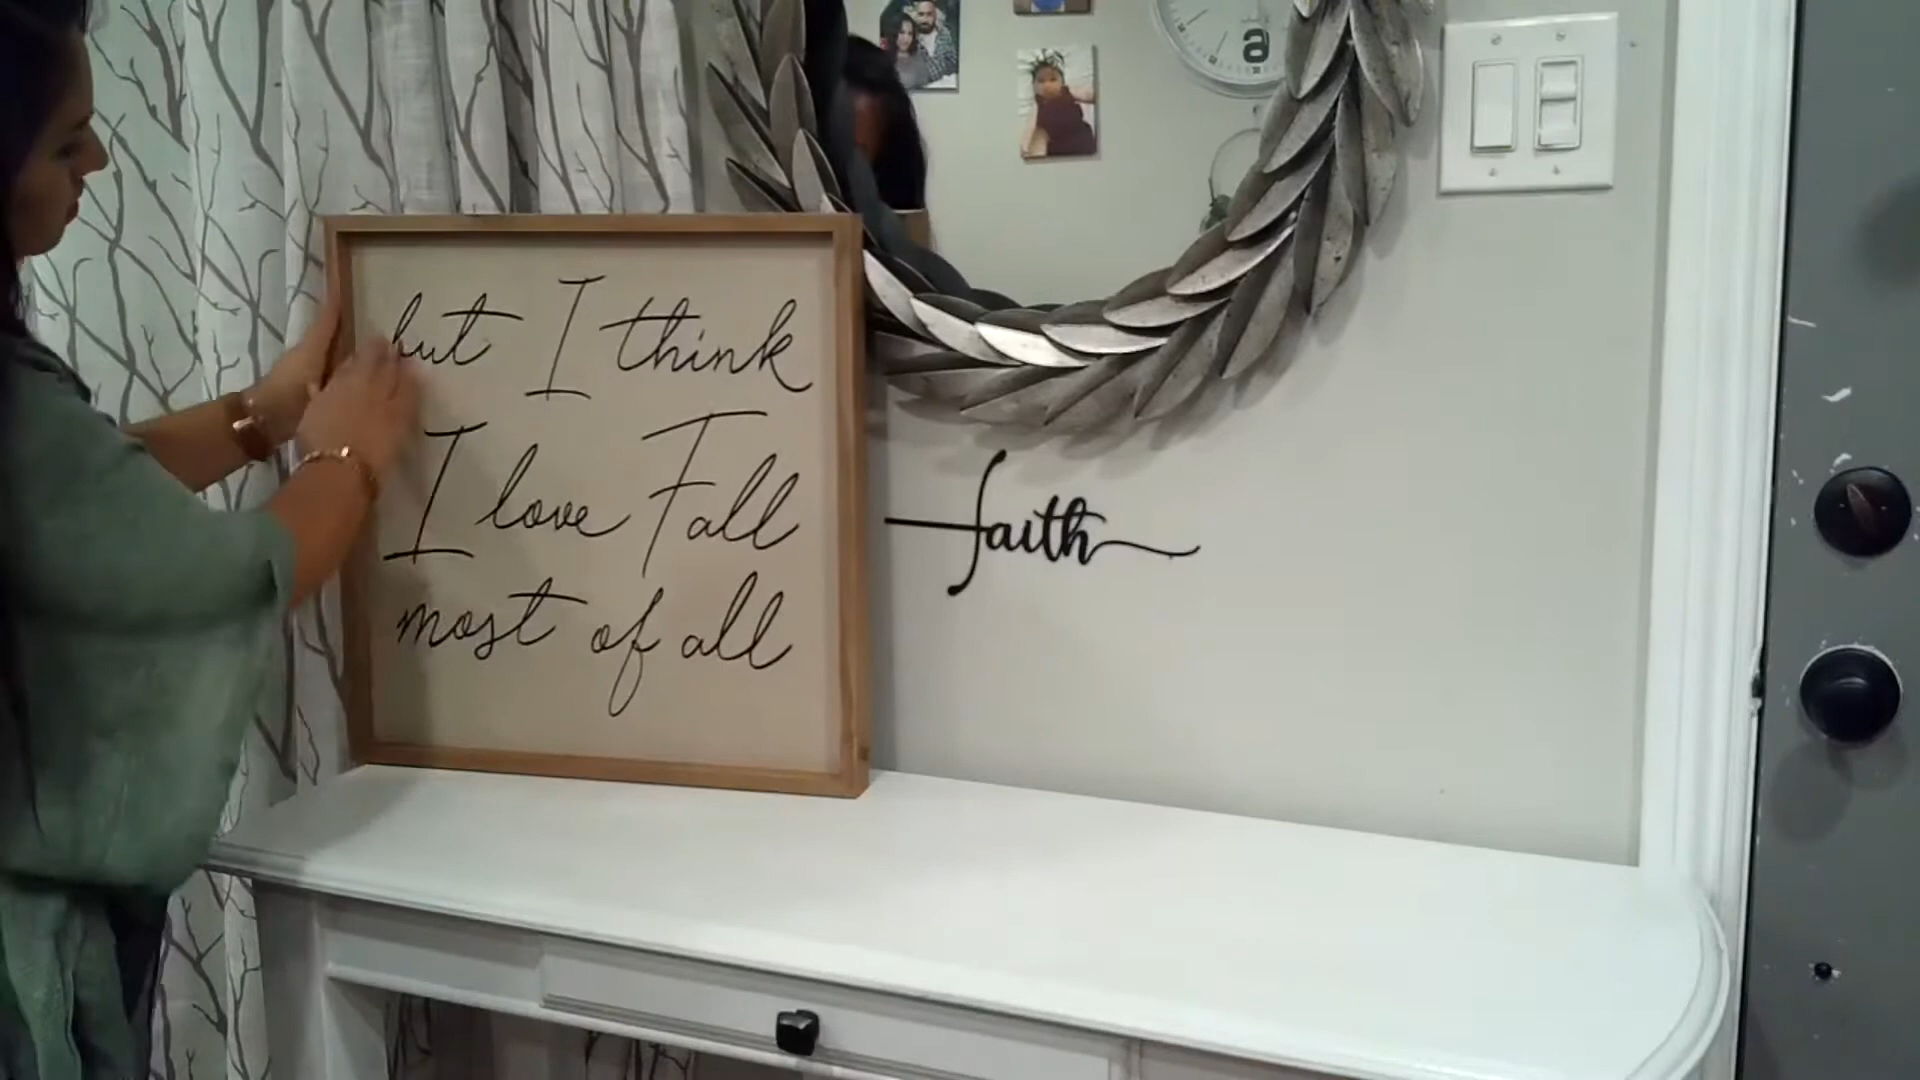 but I think
I love Fall
most of all
faith
a